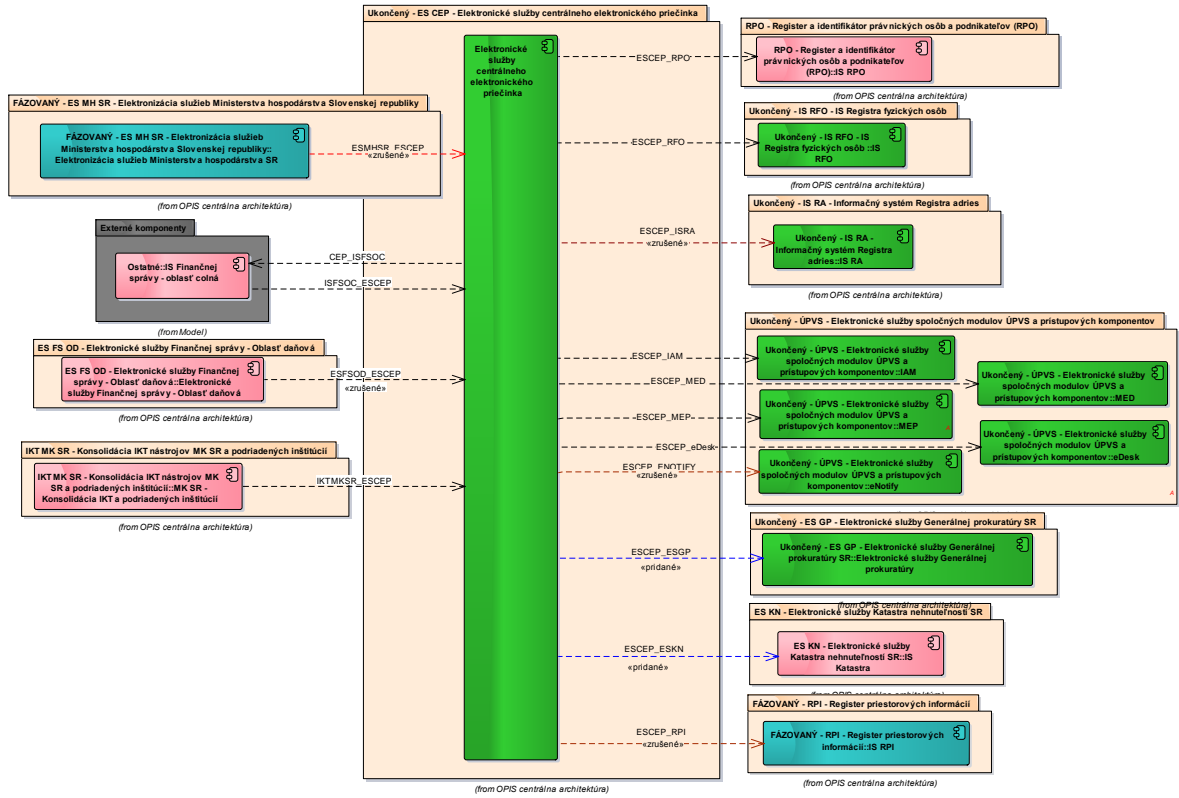 Ukončený - ES CEP - Elektronické služby centrálneho elektronického priečinka
Elektronické
služby
centrálneho
elektronického
priečinka
(from OPIS centrálna architektúra)
FÁZOVANÝ - ES MH SR - Elektronizácia služieb Ministerstva hospodárstva Slovenskej republiky
FÁZOVANÝ - ES MH SR - Elektronizácia služieb
Ministerstva hospodárstva Slovenskej republiky::
Elektronizácia služieb Ministerstva hospodárstva SR
(from OPIS centrálna architektúra)
ESMHSR_ESCEP
«zrušené»
Externé komponenty
Ostatné::IS Finančnej
správy - oblasť colná
(from Model)
CEP_ISFSOC
ISFSOC_ESCEP
ES FS OD - Elektronické služby Finančnej správy - Oblasť daňová
ES FS OD - Elektronické služby Finančnej
správy - Oblasť daňová::Elektronické
služby Finančnej správy - Oblasť daňová
(from OPIS centrálna architektúra)
ESFSOD_ESCEP
«zrušené»
IKT MK SR - Konsolidácia IKT nástrojov MK SR a podriadených inštitúcií
IKT MK SR - Konsolidácia IKT nástrojov MK
SR a podriadených inštitúcií::MK SR -
Konsolidácia IKT a podriadených inštitúcií
(from OPIS centrálna architektúra)
IKTMKSR_ESCEP
ESCEP_RPO
RPO - Register a identifikátor právnických osôb a podnikateľov (RPO)
RPO - Register a identifikátor
právnických osôb a podnikateľov
(RPO)::IS RPO
(from OPIS centrálna architektúra)
ESCEP_RFO
Ukončený - IS RFO - IS Registra fyzických osôb
Ukončený - IS RFO - IS
Registra fyzických osôb ::IS
RFO
(from OPIS centrálna architektúra)
ESCEP_ISRA
«zrušené»
Ukončený - IS RA - Informačný systém Registra adries
Ukončený - IS RA -
Informačný systém Registra
adries::IS RA
(from OPIS centrálna architektúra)
Ukončený - ÚPVS - Elektronické služby spoločných modulov ÚPVS a prístupových komponentov
ESCEP_IAM
Ukončený - ÚPVS - Elektronické služby
spoločných modulov ÚPVS a
prístupových komponentov::IAM
ESCEP_MED
Ukončený - ÚPVS - Elektronické služby
spoločných modulov ÚPVS a
prístupových komponentov::MED
ESCEP_MEP
Ukončený - ÚPVS - Elektronické služby
spoločných modulov ÚPVS a
prístupových komponentov::MEP
A
ESCEP_eDesk
Ukončený - ÚPVS - Elektronické služby
spoločných modulov ÚPVS a
prístupových komponentov::eDesk
ESCEP_ENOTIFY
«zrušené»
Ukončený - ÚPVS - Elektronické služby
spoločných modulov ÚPVS a prístupových
komponentov::eNotify
A
ESCEP_ESGP
«pridané»
Ukončený - ES GP - Elektronické služby Generálnej prokuratúry SR
Ukončený - ES GP - Elektronické služby Generálnej
prokuratúry SR::Elektronické služby Generálnej
prokuratúry
(from OPIS centrálna architektúra)
ESCEP_ESKN
«pridané»
ES KN - Elektronické služby Katastra nehnuteľností SR
ES KN - Elektronické služby
Katastra nehnuteľností SR::IS
Katastra
(from OPIS centrálna architektúra)
ESCEP_RPI
«zrušené»
FÁZOVANÝ - RPI - Register priestorových informácií
FÁZOVANÝ - RPI - Register priestorových
informácií::IS RPI
(from OPIS centrálna architektúra)